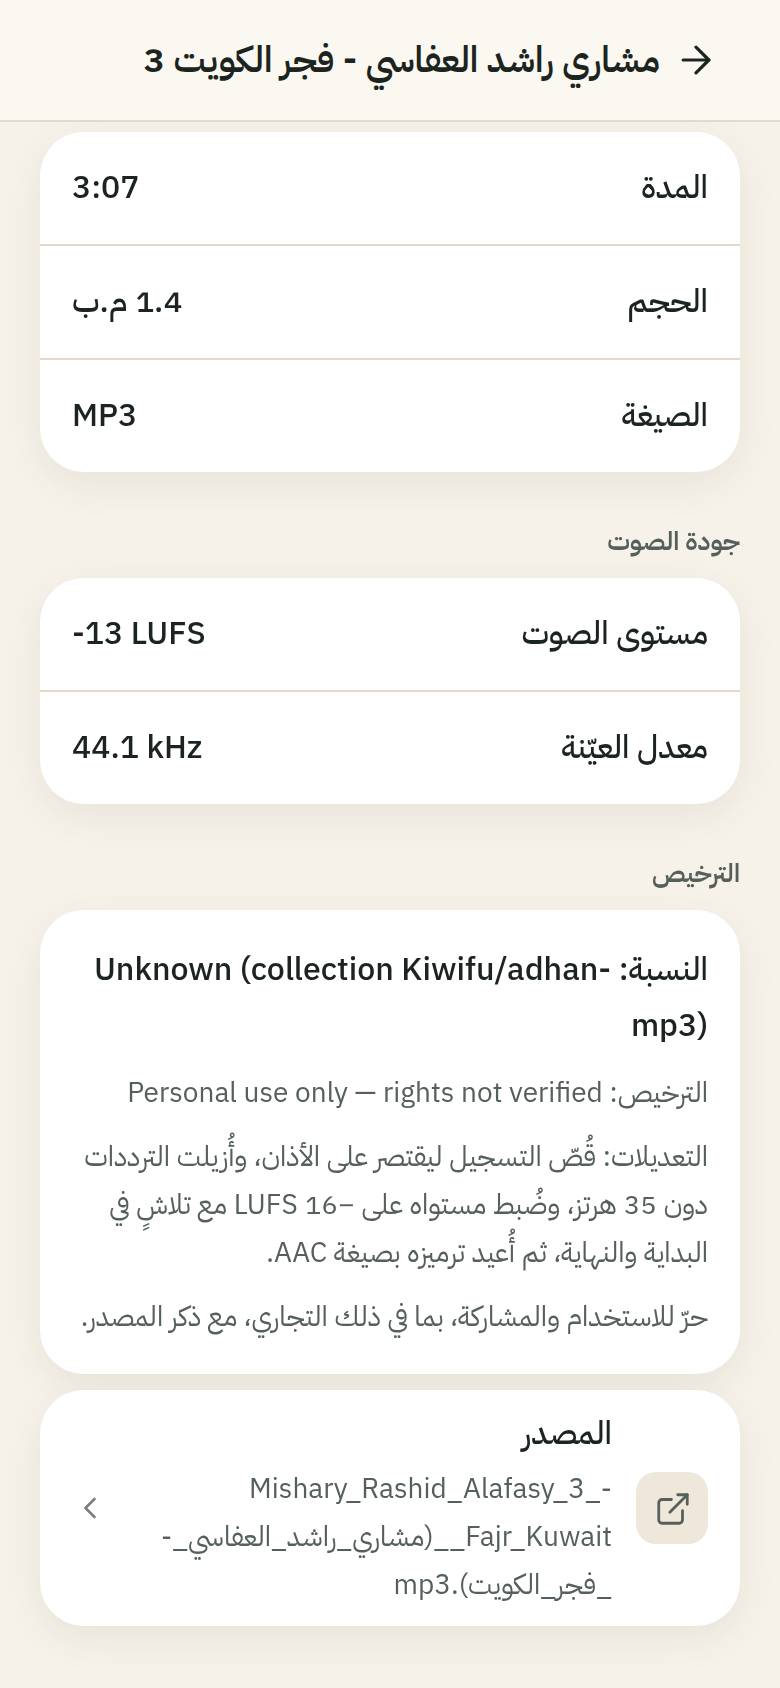 مشاري راشد العفاسي - فجر الكويت 3
المدة
3:07
الحجم
1.4 م.ب
الصيغة
MP3
جودة الصوت
مستوى الصوت
-13 LUFS
معدل العيّنة
44.1 kHz
الترخيص
النسبة: Unknown (collection Kiwifu/adhan-
mp3)
الترخيص: Personal use only — rights not verified
التعديلات: قُصّ التسجيل ليقتصر على الأذان، وأُزيلت الترددات
دون 35 هرتز، وضُبط مستواه على −16 LUFS مع تلاشٍ في
البداية والنهاية، ثم أُعيد ترميزه بصيغة AAC.
حرّ للاستخدام والمشاركة، بما في ذلك التجاري، مع ذكر المصدر.
المصدر
Mishary_Rashid_Alafasy_3_-
_Fajr_Kuwait_(مشاري_راشد_العفاسي_-
_فجر_الكويت).mp3